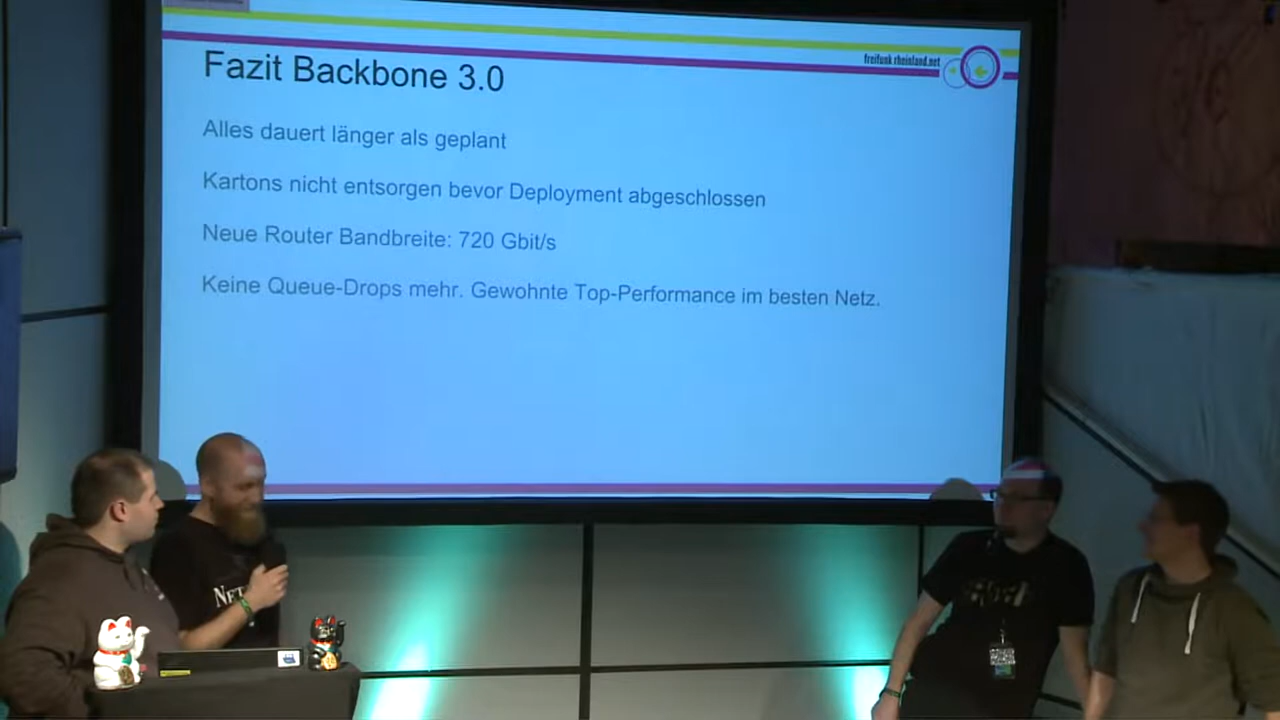 freifunk rheinland.net
Fazit Backbone 3.0
Alles dauert länger als geplant
Kartons nicht entsorgen bevor Deployment abgeschlossen
Neue Router Bandbreite: 720 Gbit/s
Keine Queue-Drops mehr. Gewohnte Top-Performance im besten Netz.